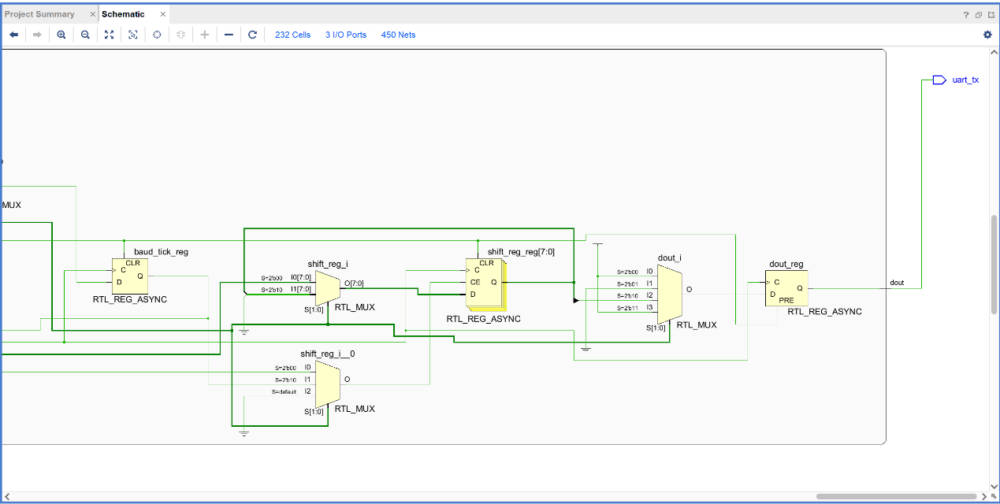 Project Summary × Schematic ×
?
232 Cells 3 I/O Ports 450 Nets
uart_tx
MUX
baud_tick_reg
CLR
C
D
Q
RTL_REG_ASYNC
shift_reg_i
S=2'b00 I0[7:0]
S=2'b10 I1[7:0]
O[7:0]
S[1:0]
RTL_MUX
shift_reg_reg[7:0]
CLR
C
CE Q
D
RTL_REG_ASYNC
dout_i
S=2'b00 I0
S=2'b01 I1
S=2'b10 I2
S=2'b11 I3
O
S[1:0]
RTL_MUX
dout_reg
C
D
Q
PRE
RTL_REG_ASYNC
dout
shift_reg_i__0
S=2'b00 I0
S=2'b10 I1
S=default I2
O
S[1:0]
RTL_MUX